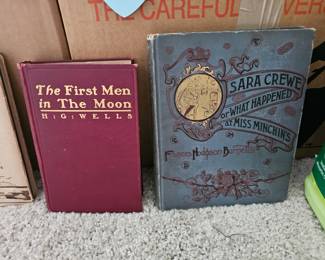 THE CAREFUL
VER
The First Men
in The Moon
H·G·WELLS
SARA CREWE
or WHAT HAPPENED
AT MISS MINCHIN'S
Frances Hodgson Burnett